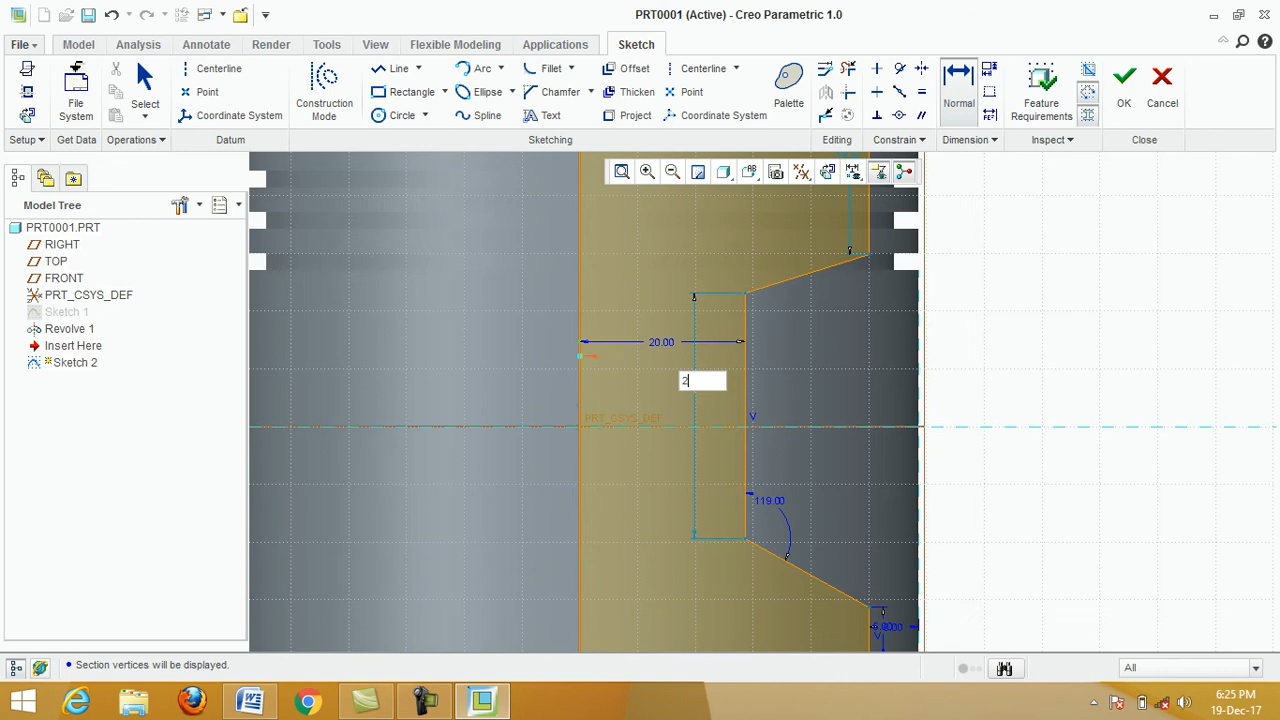 PRT0001 (Active) - Creo Parametric 1.0
File Model Analysis Annotate Render Tools View Flexible Modeling Applications Sketch
Centerline Line Arc Fillet Offset Centerline
Point Rectangle Ellipse Chamfer Thicken Point
Coordinate System Circle Spline Text Project Coordinate System
File System Select Construction Mode Palette Normal Feature Requirements OK Cancel
Setup Get Data Operations Datum Sketching Editing Constrain Dimension Inspect Close
Model Tree
PRT0001.PRT
RIGHT
TOP
FRONT
PRT_CSYS_DEF
Sketch 1
Revolve 1
Insert Here
Sketch 2
20.00
2
PRT_CSYS_DEF
V
119.00
V
Section vertices will be displayed.
All
6:25 PM
19-Dec-17